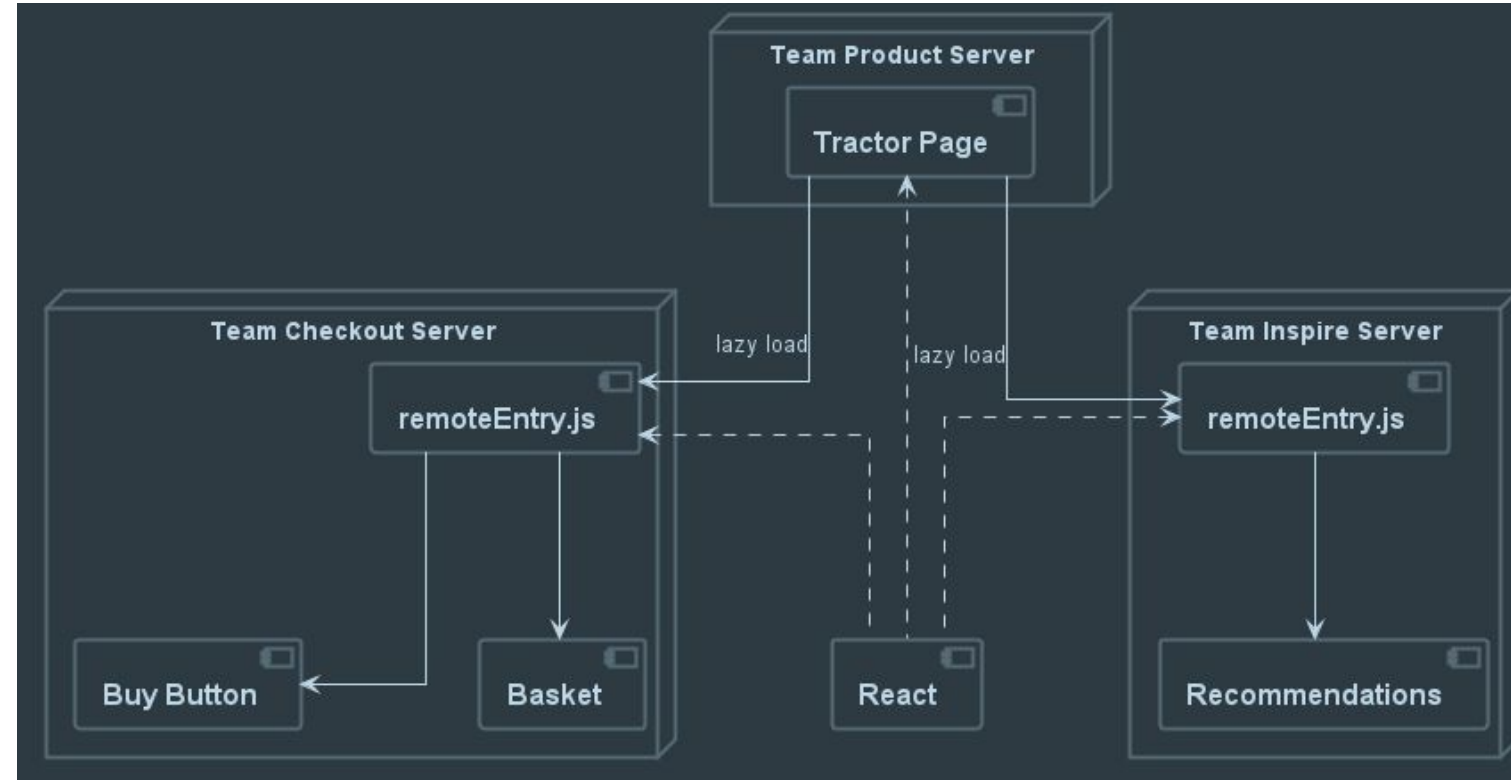 Team Product Server
Tractor Page
Team Checkout Server
lazy load
lazy load
Team Inspire Server
remoteEntry.js
remoteEntry.js
Buy Button
Basket
React
Recommendations